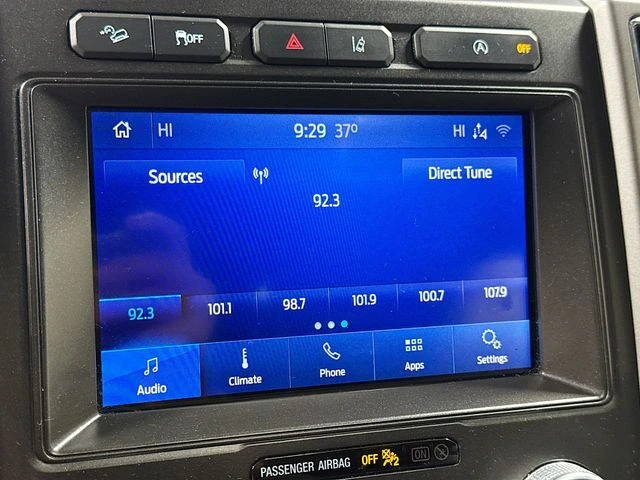 OFF OFF
HI 9:29 37° HI
Sources Direct Tune
92.3
92.3 101.1 98.7 101.9 100.7 107.9
Audio Climate Phone Apps Settings
PASSENGER AIRBAG OFF 2 ON